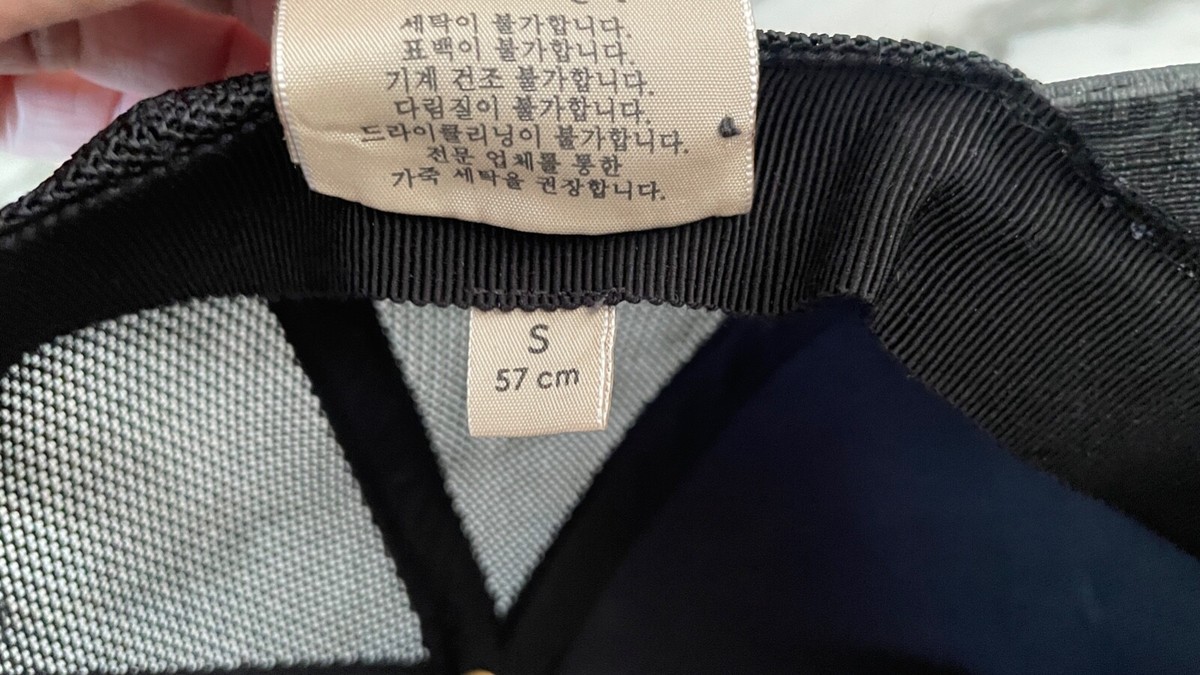 세탁이 불가합니다.
표백이 불가합니다.
기계 건조 불가합니다.
다림질이 불가합니다.
드라이클리닝이 불가합니다.
전문 업체를 통한
가죽 세탁을 권장합니다.
S
57 cm